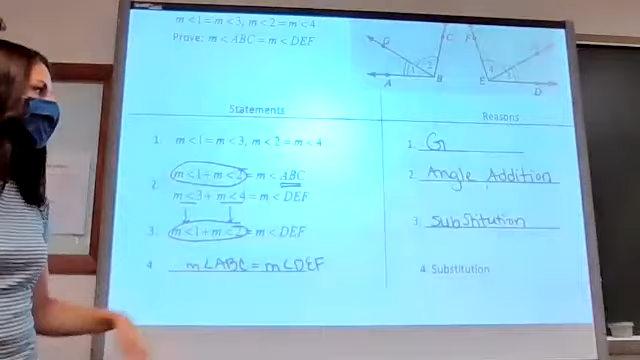 m<1 = m<3, m<2 = m<4
Prove: m<ABC = m<DEF
C
1 2
A
B
E
D
Statements
Reasons
1. m<1 = m<3, m<2 = m<4
1. G
2. m<1 + m<2 = m<ABC
m<3 + m<4 = m<DEF
2. Angle Addition
3. m<1 + m<2 = m<DEF
3. Substitution
4. m∠ABC = m∠DEF
4. Substitution